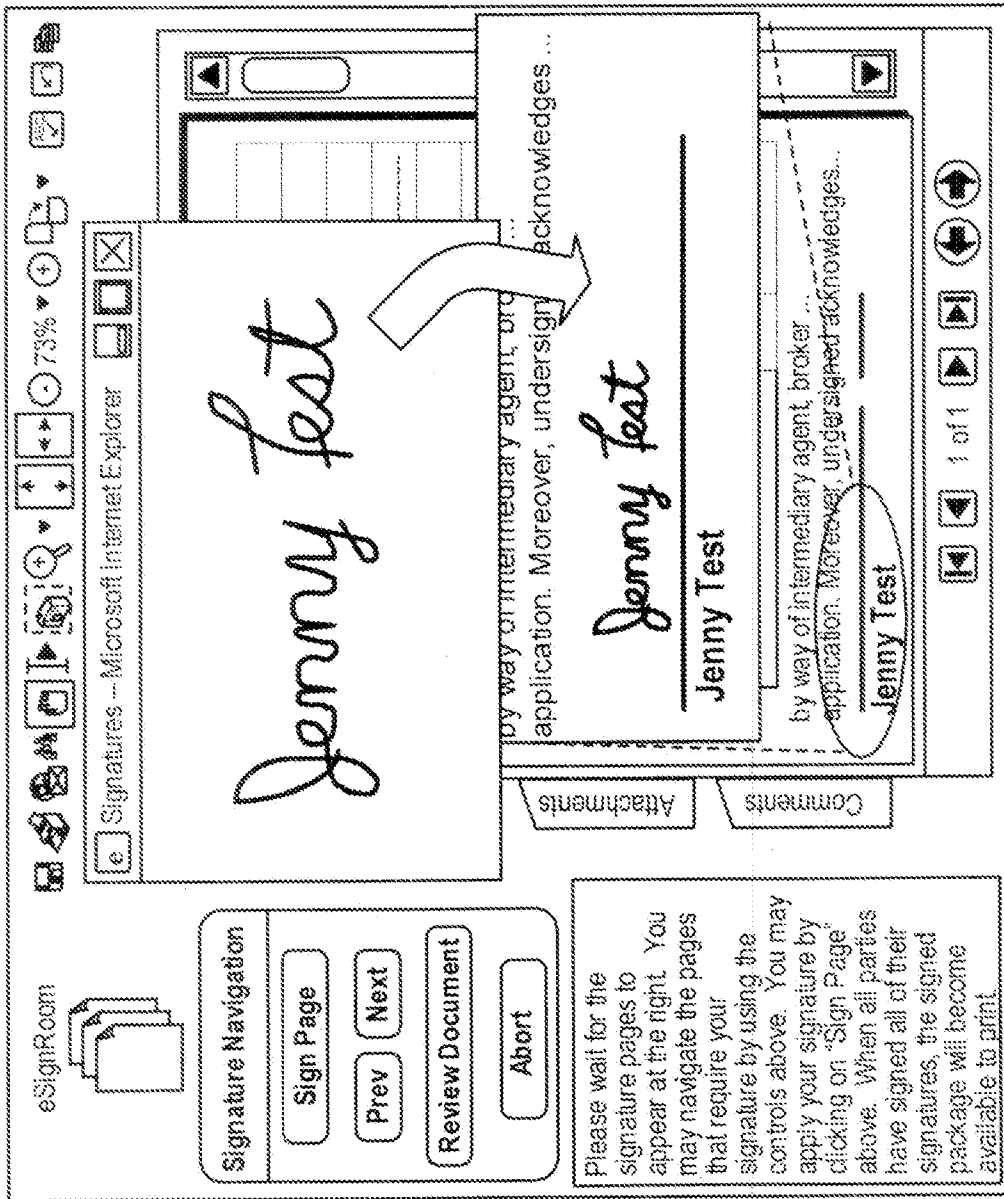 eSignRoom
Signature Navigation
Sign Page
Prev
Next
Review Document
Abort
Please wait for the
signature pages to
appear at the right. You
may navigate the pages
that require your
signature by using the
controls above. You may
apply your signature by
clicking on "Sign Page"
above. When all parties
have signed all of their
signatures, the signed
package will become
available to print.
73%
e Signatures – Microsoft Internet Explorer
Jenny Test
by way of intermediary agent, bro ...
application. Moreover, undersign acknowledges...
Jenny Test
Jenny Test
by way of intermediary agent, broker ...
application. Moreover, undersigned acknowledges...
Jenny Test
Attachments
Comments
1 of 1